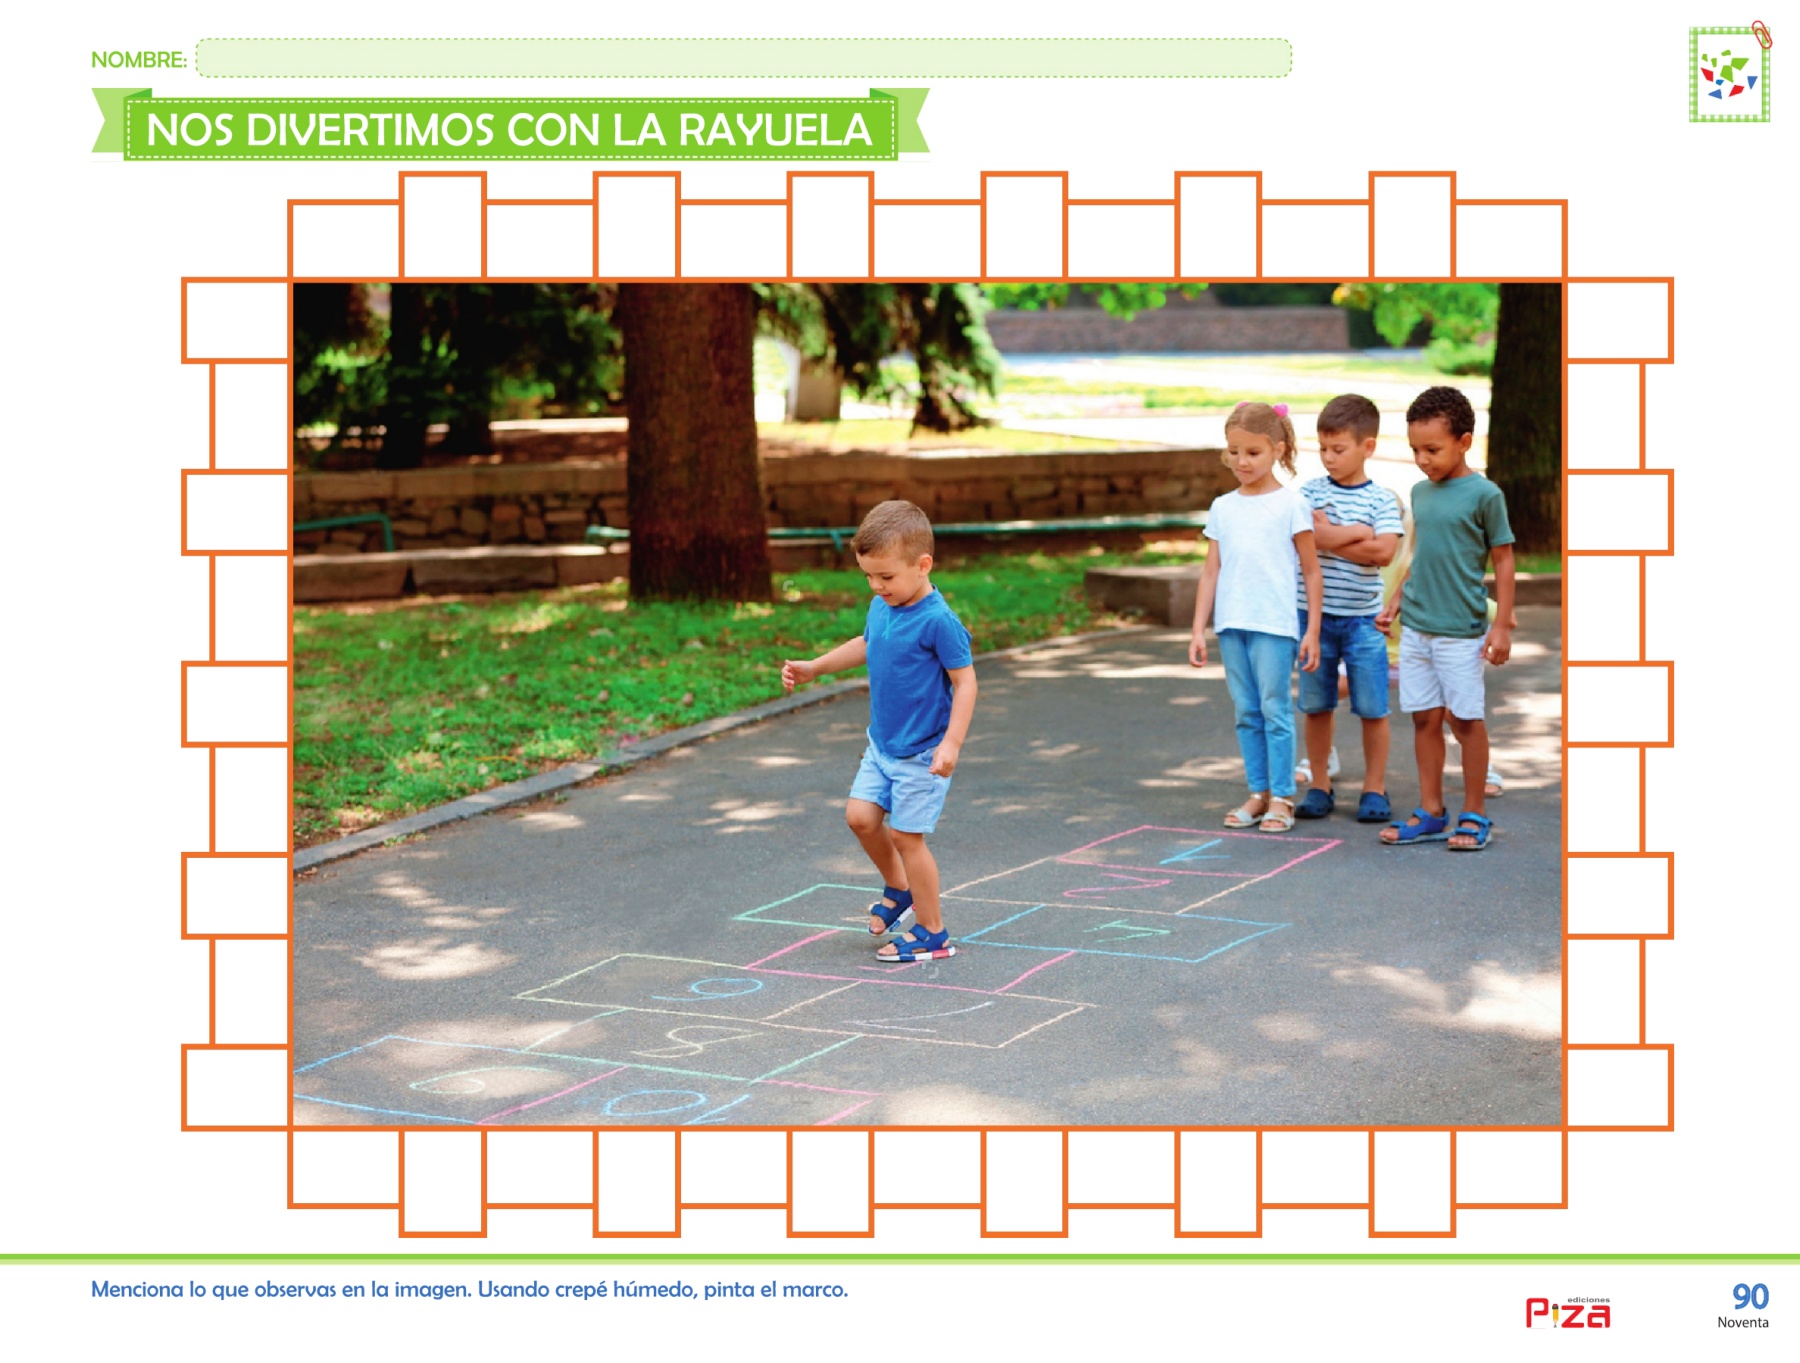 NOMBRE:
NOS DIVERTIMOS CON LA RAYUELA
Menciona lo que observas en la imagen. Usando crepé húmedo, pinta el marco.
ediciones
Piza
90
Noventa